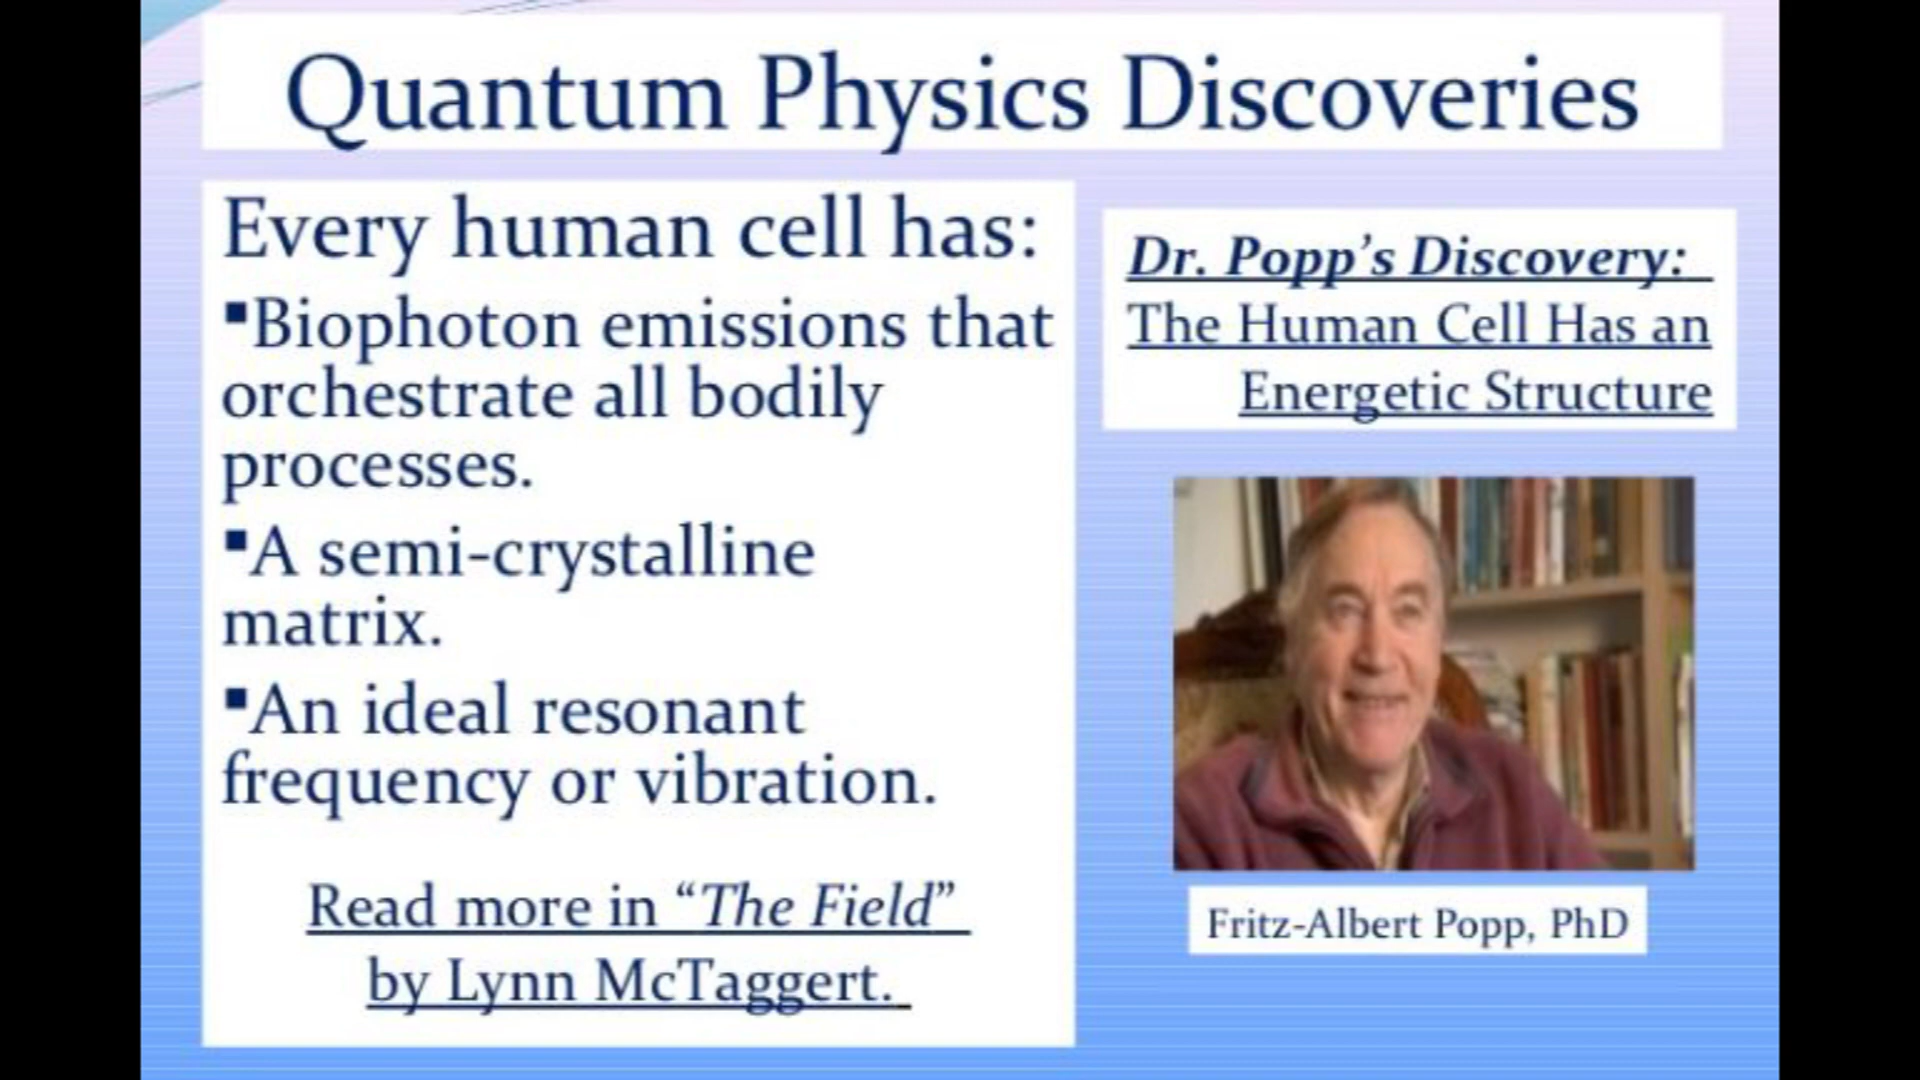 Quantum Physics Discoveries
Every human cell has:
▪Biophoton emissions that
orchestrate all bodily
processes.
▪A semi-crystalline
matrix.
▪An ideal resonant
frequency or vibration.
Read more in “The Field”
by Lynn McTaggert.
Dr. Popp’s Discovery:
The Human Cell Has an
Energetic Structure
Fritz-Albert Popp, PhD